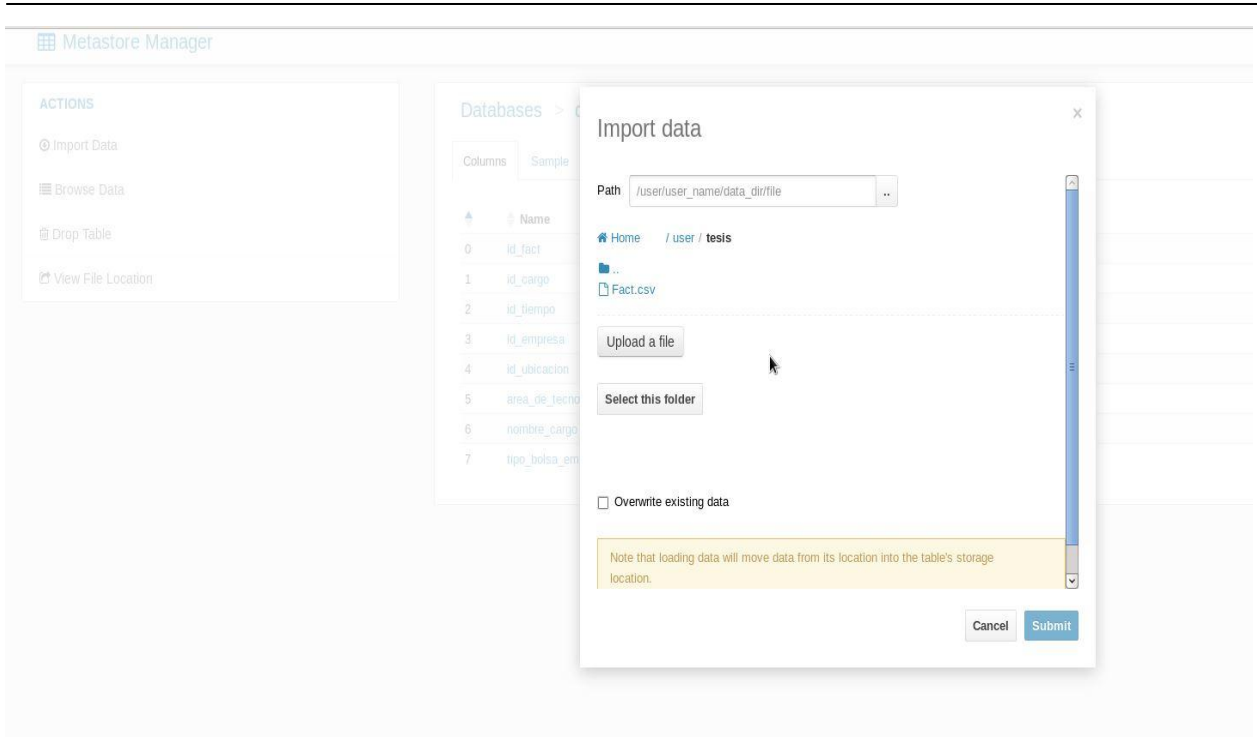 Metastore Manager
ACTIONS
Import Data
Browse Data
Drop Table
View File Location
Databases >
Columns Sample
Name
0 id_fact
1 id_cargo
2 id_tiempo
3 id_empresa
4 id_ubicacion
5 area_de_tecno
6 nombre_cargo
7 tipo_bolsa_em
Import data
x
Path /user/user_name/data_dir/file ..
Home / user / tesis
..
Fact.csv
Upload a file
Select this folder
Overwrite existing data
Note that loading data will move data from its location into the table's storage
location.
Cancel Submit